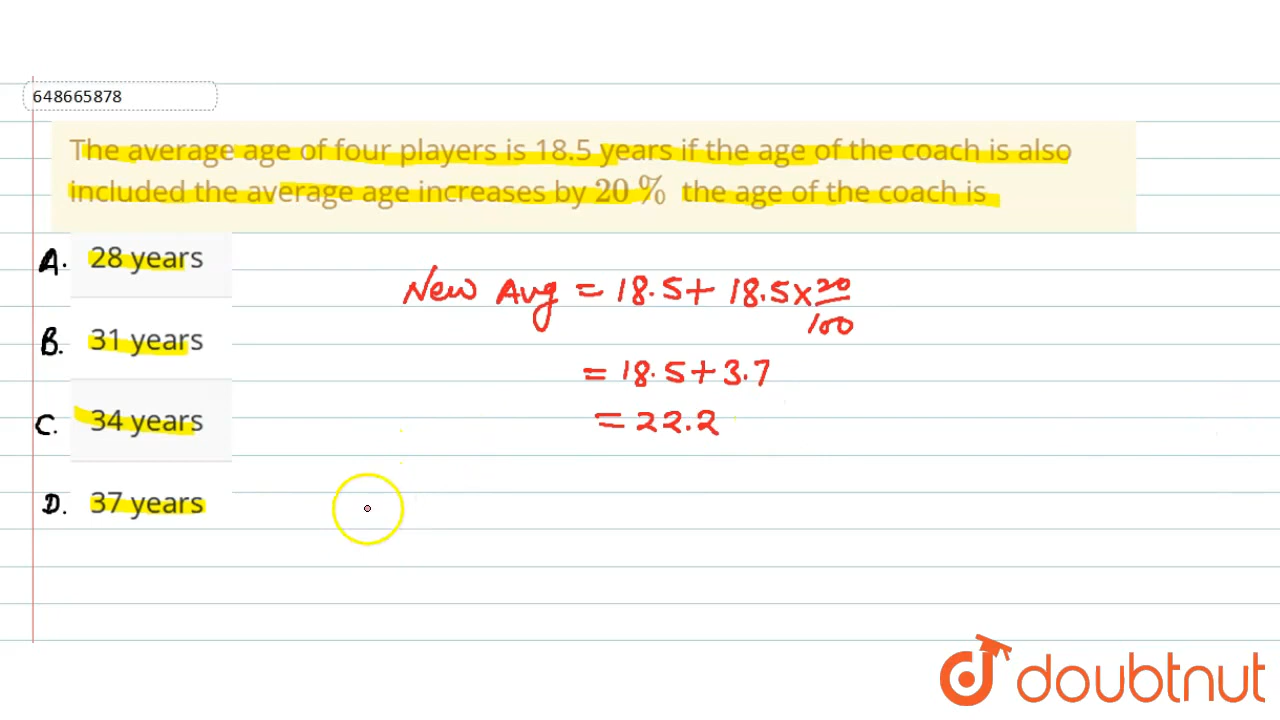 648665878
The average age of four players is 18.5 years if the age of the coach is also
included the average age increases by 20 % the age of the coach is
A. 28 years
B. 31 years
C. 34 years
D. 37 years
New Avg = 18.5 + 18.5 × 20/100
= 18.5 + 3.7
= 22.2
doubtnut